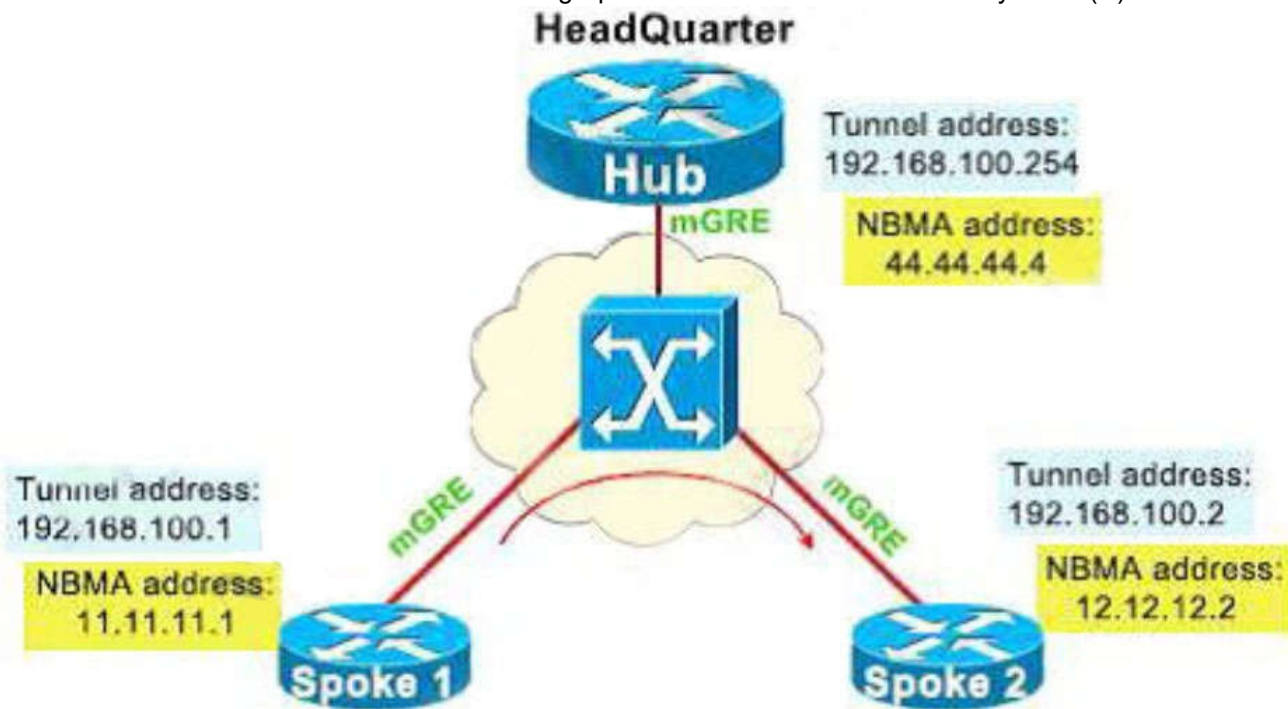 HeadQuarter
Tunnel address:
192.168.100.254
Hub
mGRE
NBMA address:
44.44.44.4
Tunnel address:
192.168.100.1
mGRE
mGRE
Tunnel address:
192.168.100.2
NBMA address:
11.11.11.1
NBMA address:
12.12.12.2
Spoke 1
Spoke 2